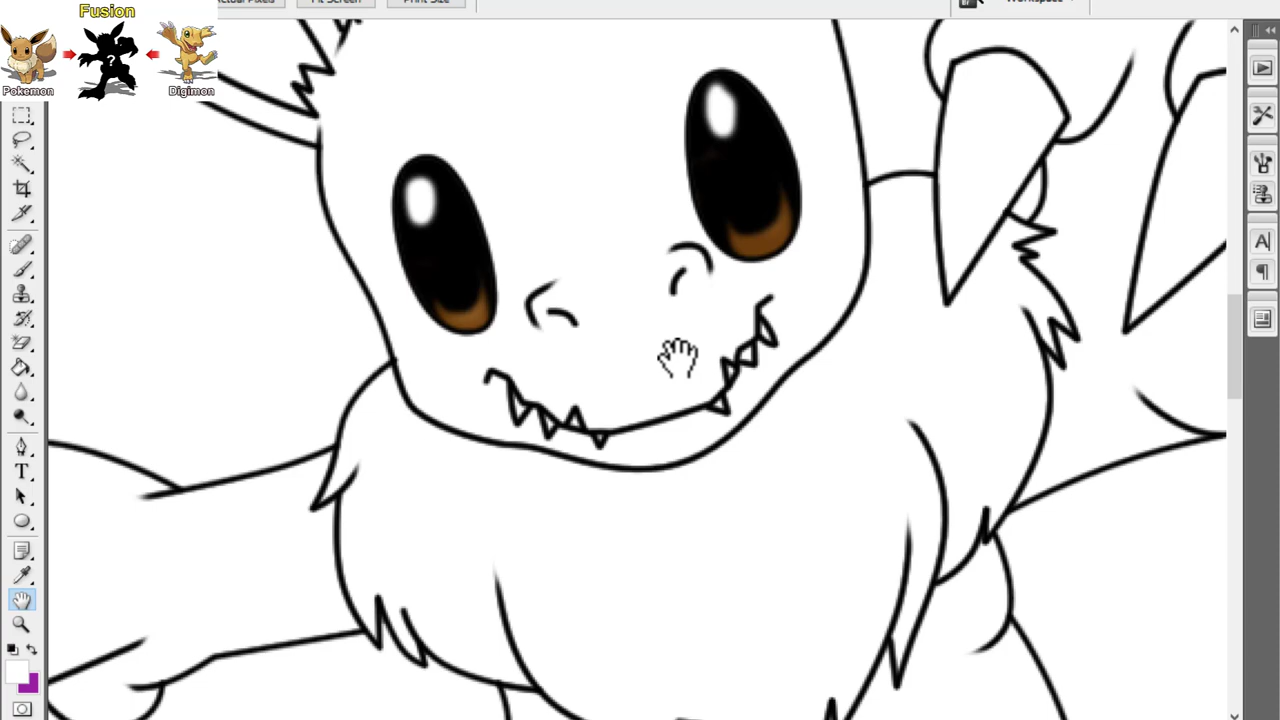 Fusion
Pokemon
?
Digimon
Actual Pixels
Fit Screen
Print Size
Workspace
T
A